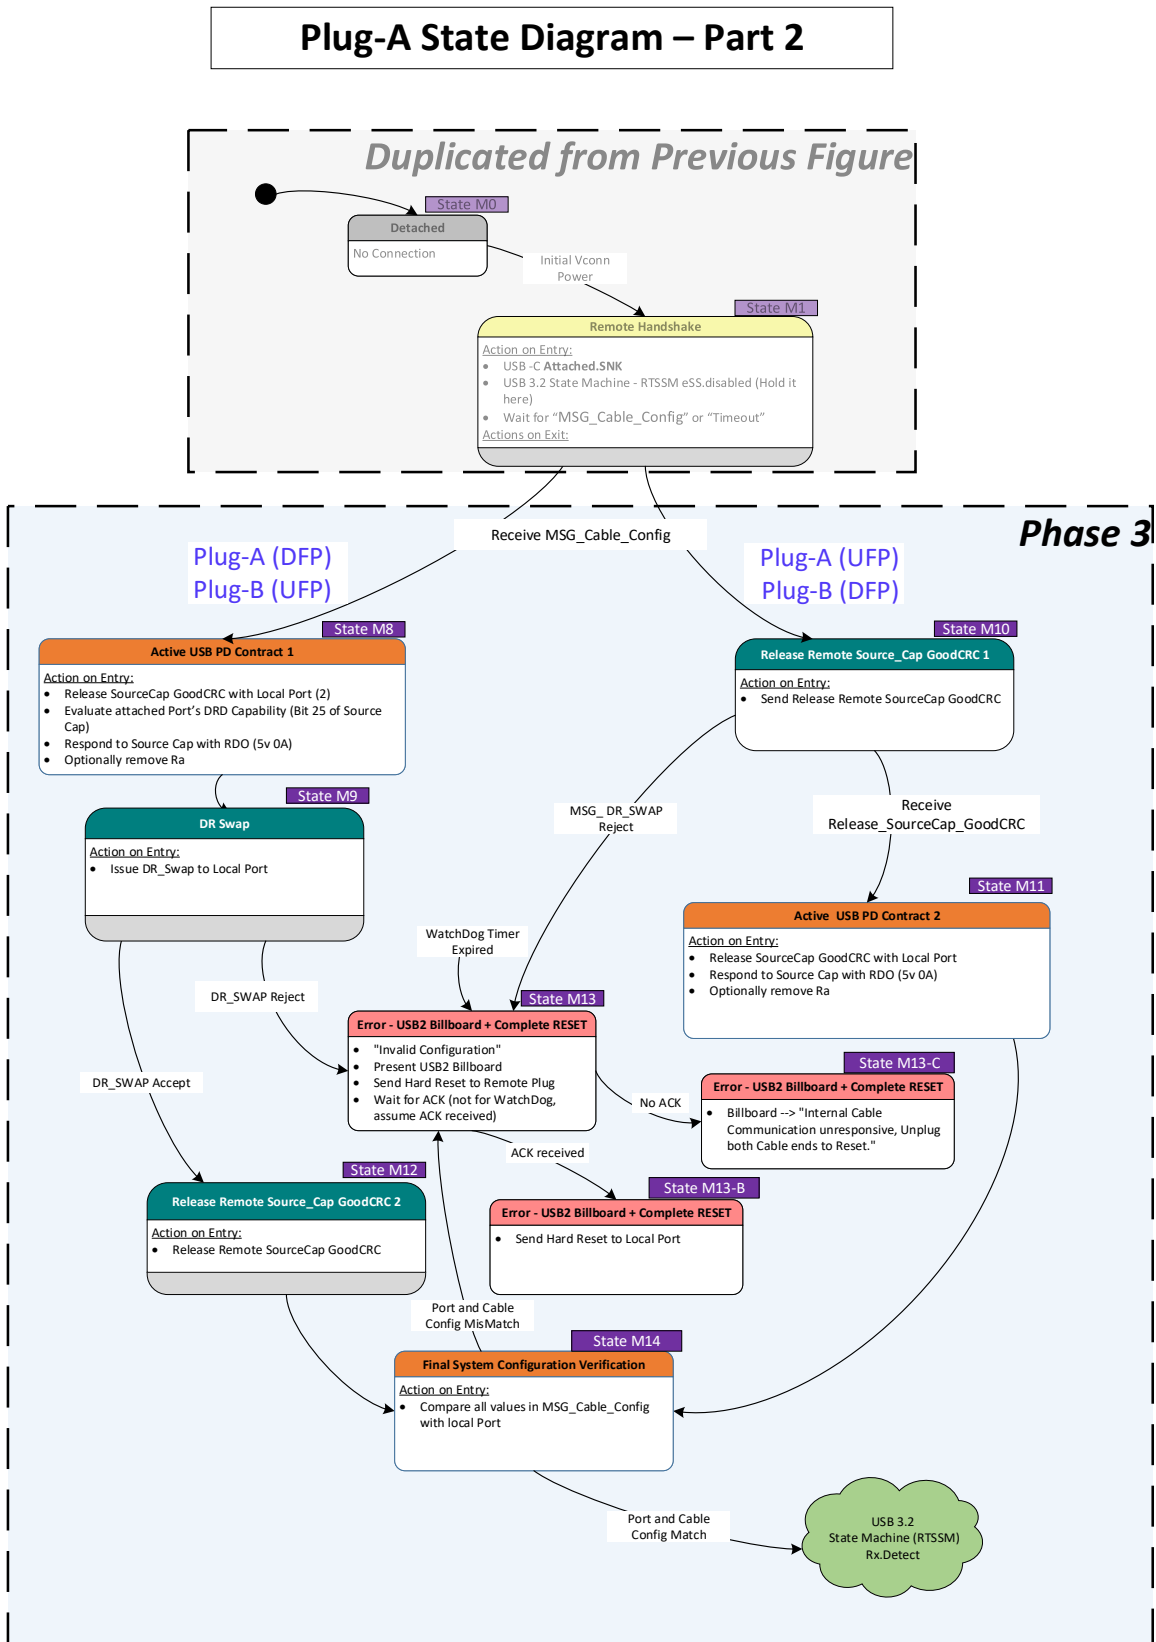 Plug-A State Diagram – Part 2
Duplicated from Previous Figure
State M0
Detached
No Connection
Initial Vconn
Power
State M1
Remote Handshake
Action on Entry:
• USB -C Attached.SNK
• USB 3.2 State Machine - RTSSM eSS.disabled (Hold it
here)
• Wait for “MSG_Cable_Config” or “Timeout”
Actions on Exit:
Receive MSG_Cable_Config
Phase 3
Plug-A (DFP)
Plug-B (UFP)
Plug-A (UFP)
Plug-B (DFP)
State M8
Active USB PD Contract 1
Action on Entry:
• Release SourceCap GoodCRC with Local Port (2)
• Evaluate attached Port’s DRD Capability (Bit 25 of Source
Cap)
• Respond to Source Cap with RDO (5v 0A)
• Optionally remove Ra
State M10
Release Remote Source_Cap GoodCRC 1
Action on Entry:
• Send Release Remote SourceCap GoodCRC
State M9
DR Swap
Action on Entry:
• Issue DR_Swap to Local Port
MSG_ DR_SWAP
Reject
Receive
Release_SourceCap_GoodCRC
State M11
Active  USB PD Contract 2
Action on Entry:
• Release SourceCap GoodCRC with Local Port
• Respond to Source Cap with RDO (5v 0A)
• Optionally remove Ra
WatchDog Timer
Expired
DR_SWAP Reject
State M13
Error - USB2 Billboard + Complete RESET
• "Invalid Configuration"
• Present USB2 Billboard
• Send Hard Reset to Remote Plug
• Wait for ACK (not for WatchDog,
assume ACK received)
State M13-C
Error - USB2 Billboard + Complete RESET
• Billboard --> "Internal Cable
Communication unresponsive, Unplug
both Cable ends to Reset."
No ACK
DR_SWAP Accept
ACK received
State M12
Release Remote Source_Cap GoodCRC 2
Action on Entry:
• Release Remote SourceCap GoodCRC
State M13-B
Error - USB2 Billboard + Complete RESET
• Send Hard Reset to Local Port
Port and Cable
Config MisMatch
State M14
Final System Configuration Verification
Action on Entry:
• Compare all values in MSG_Cable_Config
with local Port
Port and Cable
Config Match
USB 3.2
State Machine (RTSSM)
Rx.Detect